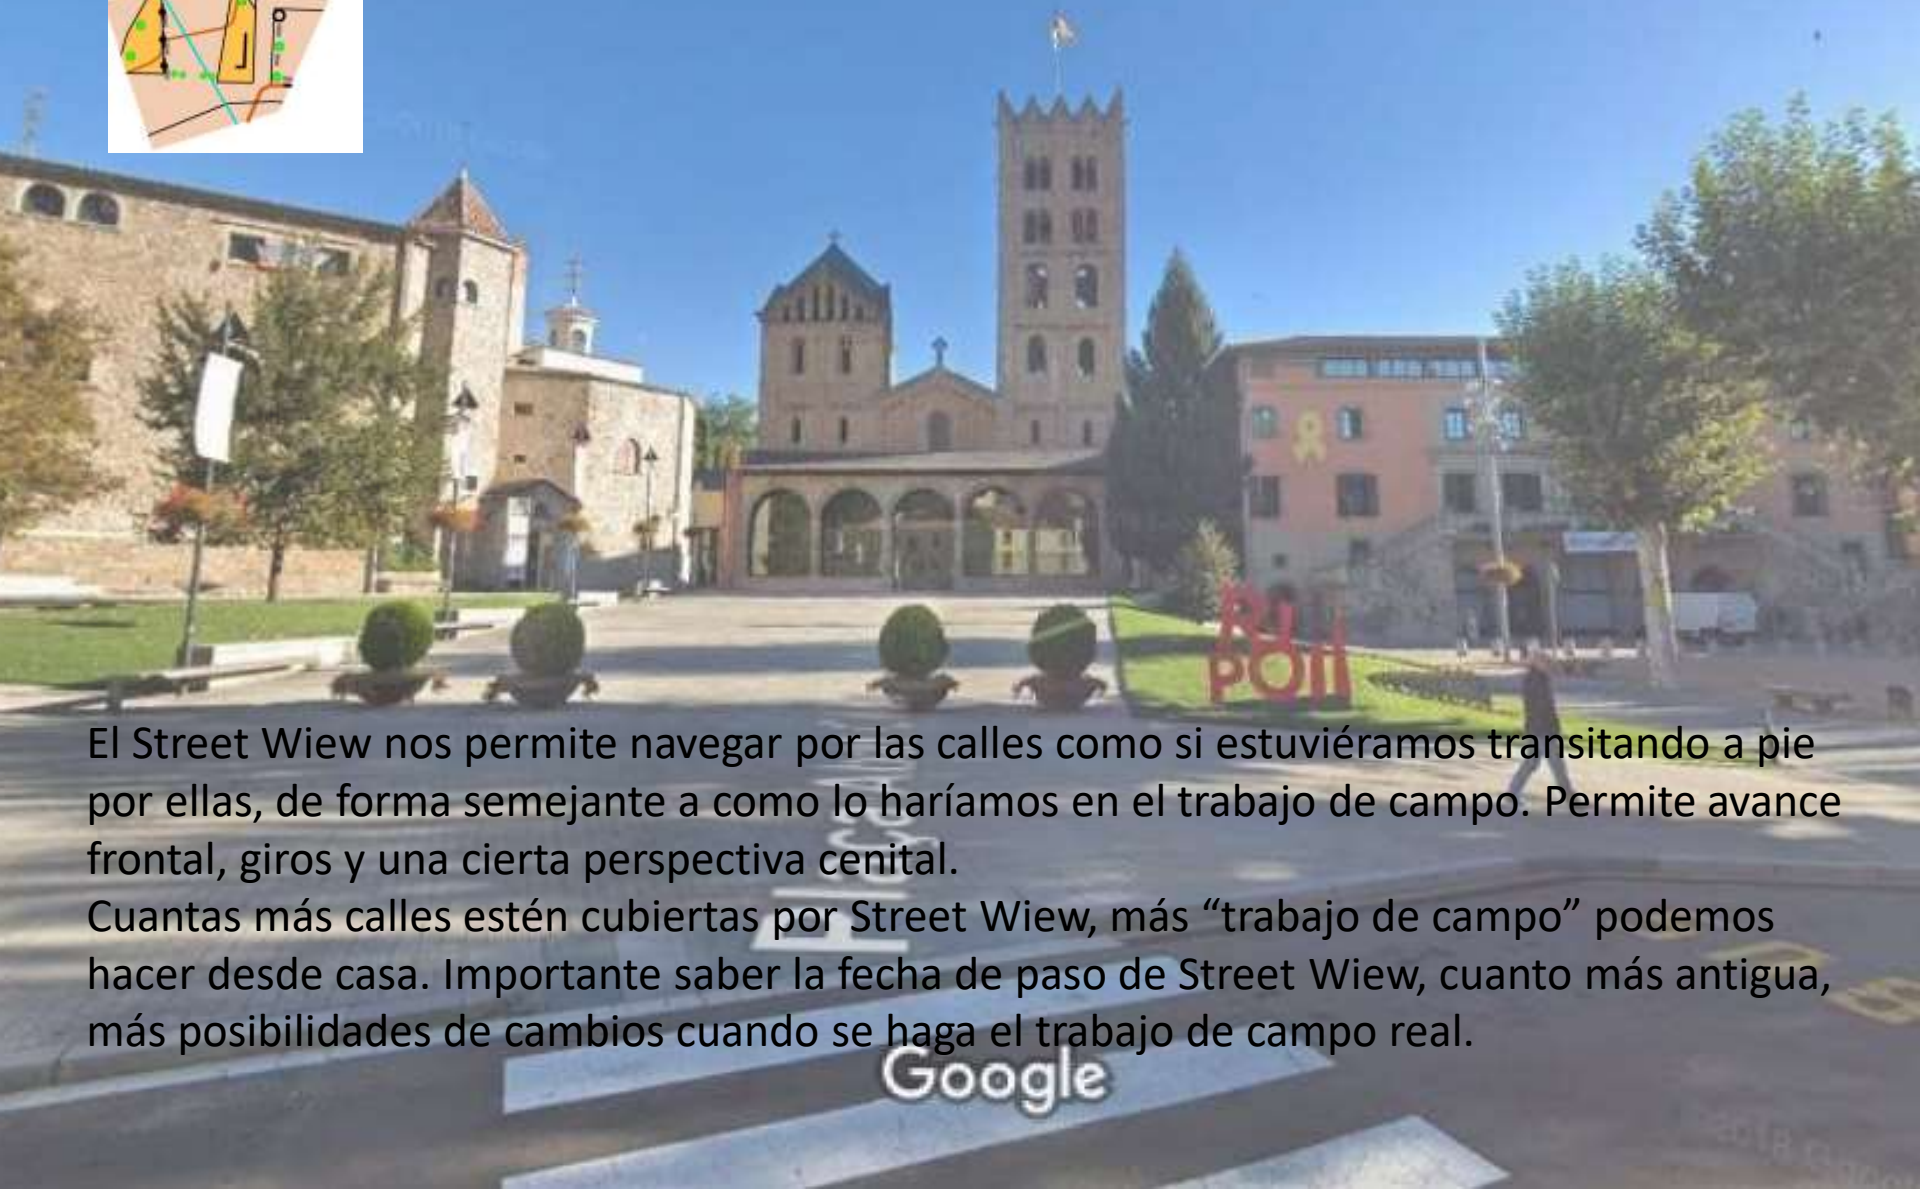 RI
POll
El Street Wiew nos permite navegar por las calles como si estuviéramos transitando a pie
por ellas, de forma semejante a como lo haríamos en el trabajo de campo. Permite avance
frontal, giros y una cierta perspectiva cenital.
Cuantas más calles estén cubiertas por Street Wiew, más “trabajo de campo” podemos
hacer desde casa. Importante saber la fecha de paso de Street Wiew, cuanto más antigua,
más posibilidades de cambios cuando se haga el trabajo de campo real.
Google